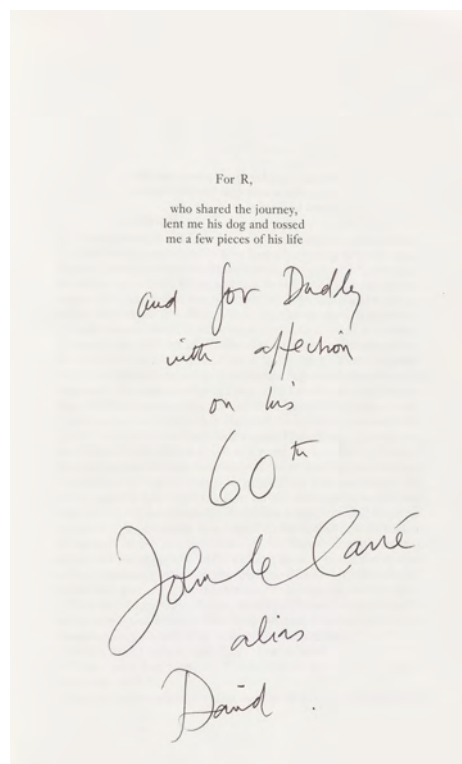 For R,
who shared the journey,
lent me his dog and tossed
me a few pieces of his life
and for Dudley
with affection
on his
60th
John le Carré
alias
David.